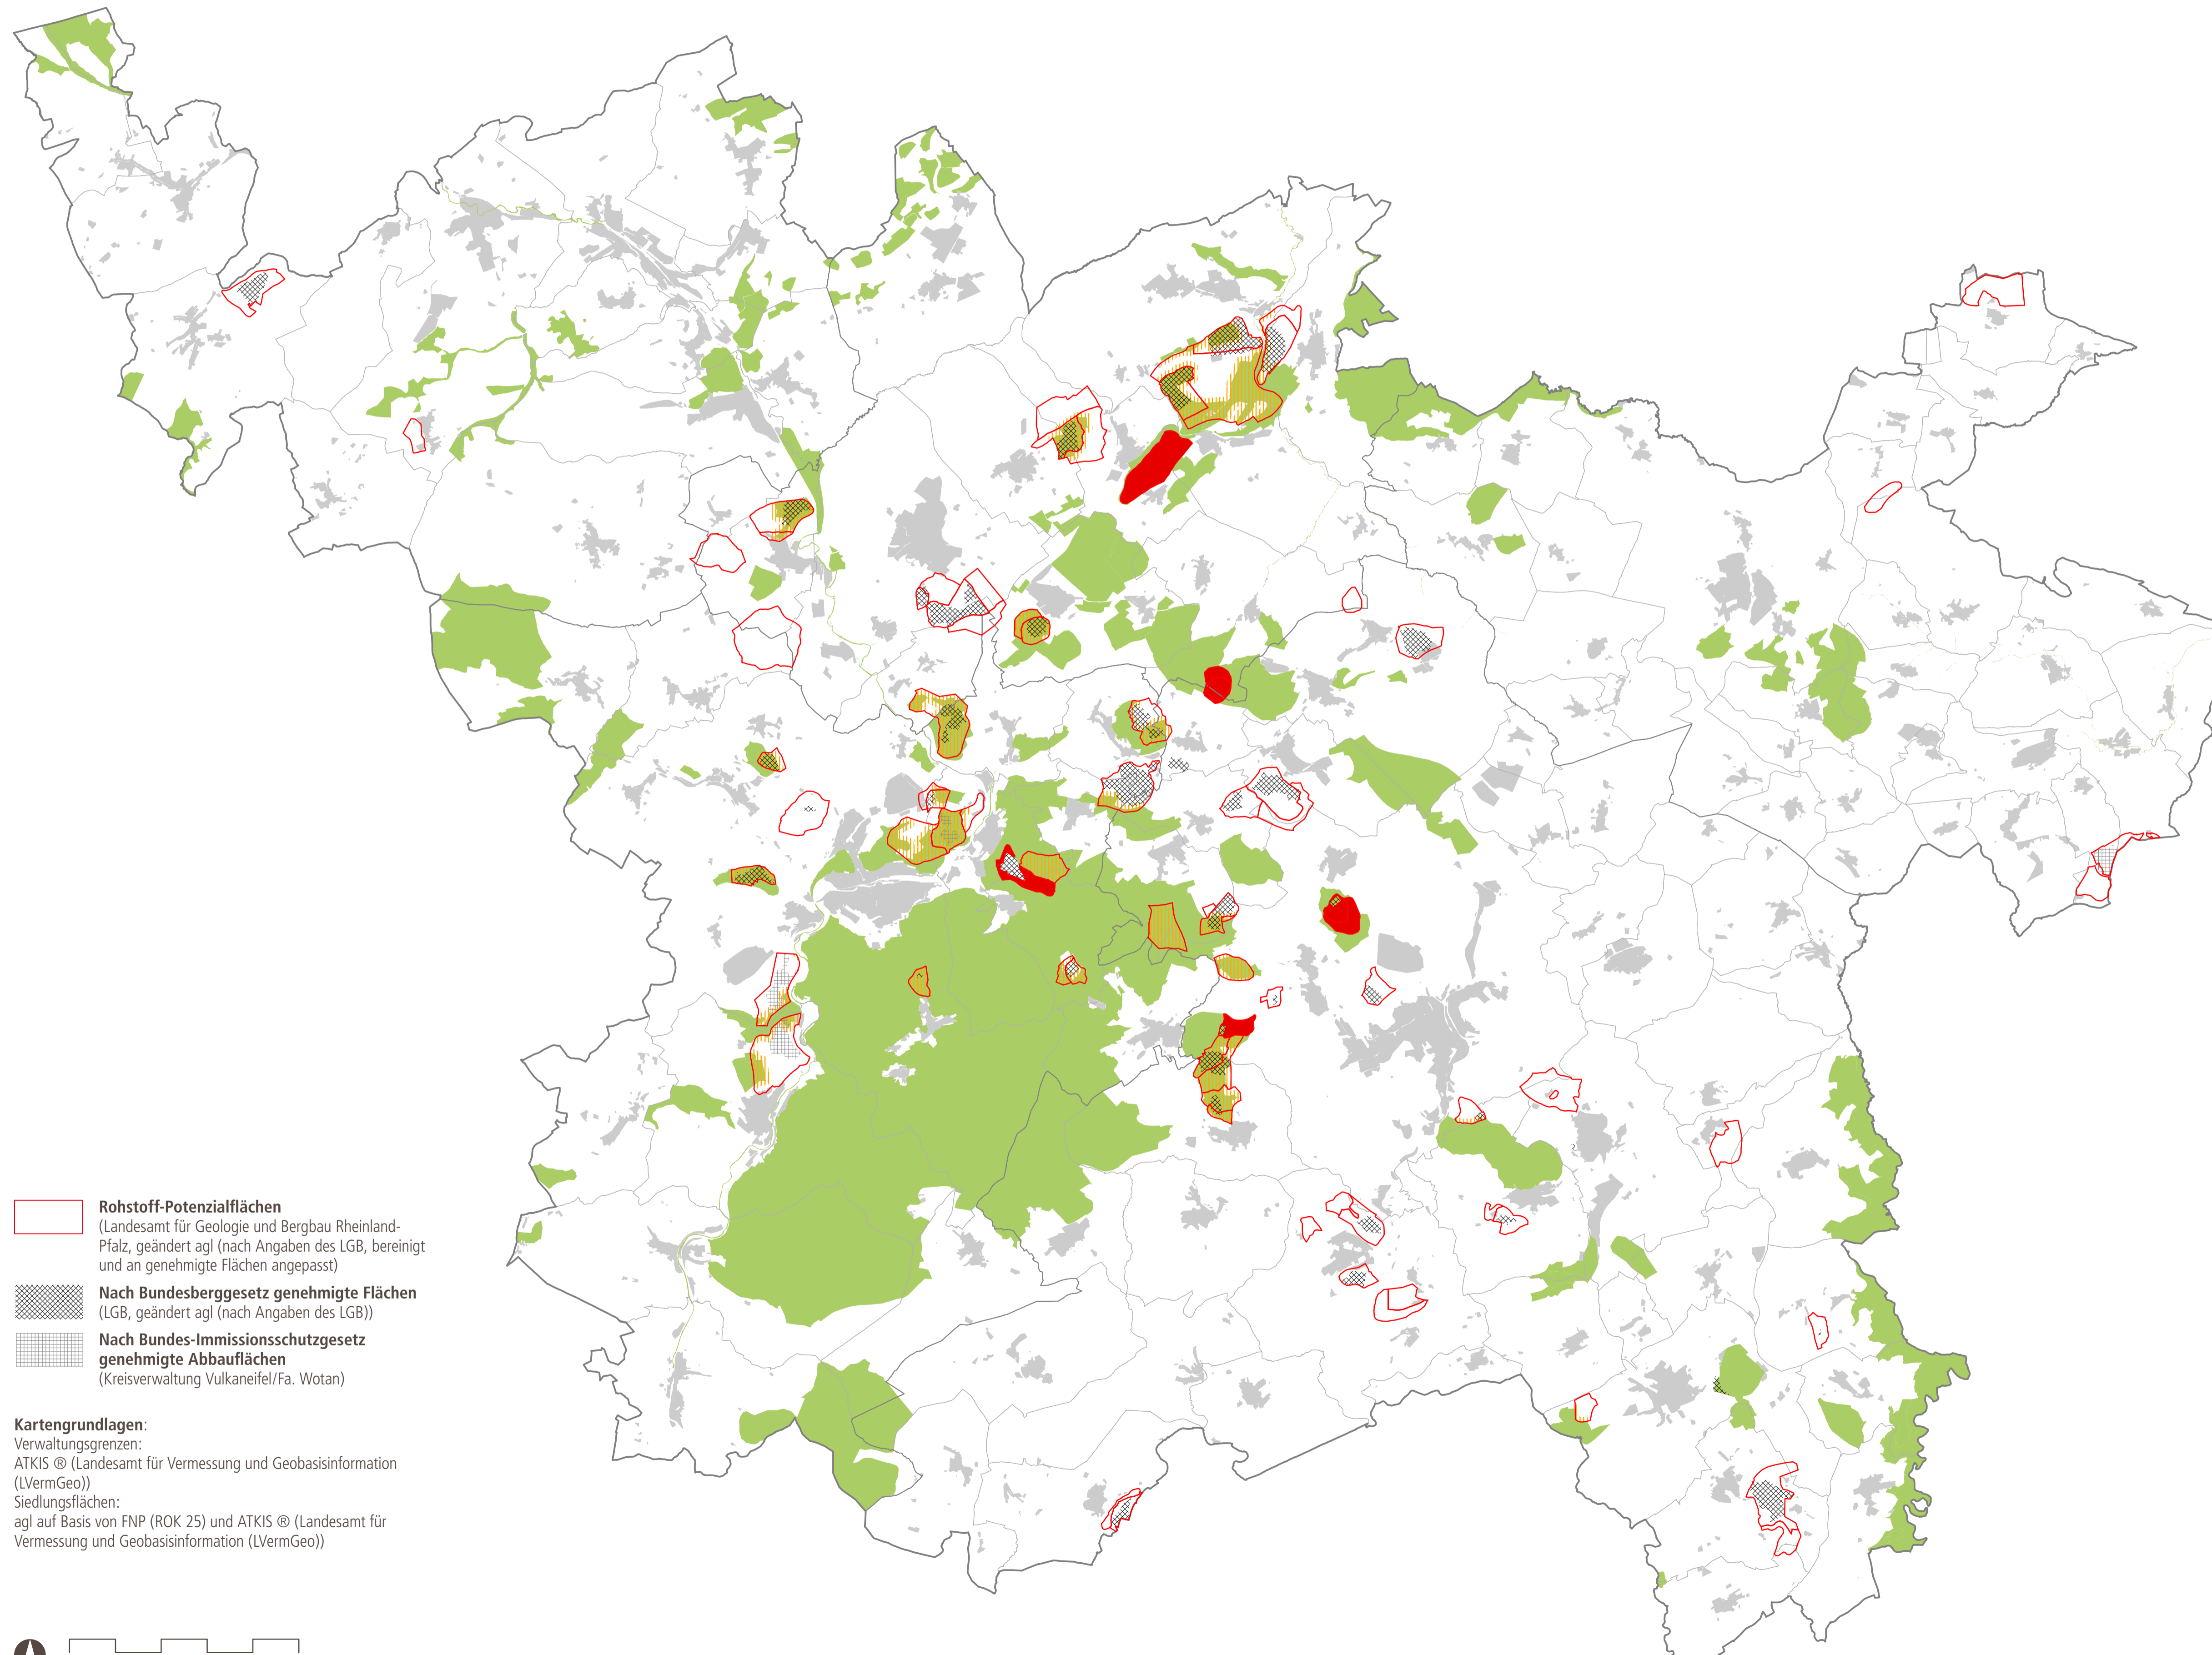 Rohstoff-Potenzialflächen
(Landesamt für Geologie und Bergbau Rheinland-
Pfalz, geändert agl (nach Angaben des LGB, bereinigt
und an genehmigte Flächen angepasst)
Nach Bundesberggesetz genehmigte Flächen
(LGB, geändert agl (nach Angaben des LGB))
Nach Bundes-Immissionsschutzgesetz
genehmigte Abbauflächen
(Kreisverwaltung Vulkaneifel/Fa. Wotan)
Kartengrundlagen:
Verwaltungsgrenzen:
ATKIS ® (Landesamt für Vermessung und Geobasisinformation
(LVermGeo))
Siedlungsflächen:
agl auf Basis von FNP (ROK 25) und ATKIS ® (Landesamt für
Vermessung und Geobasisinformation (LVermGeo))